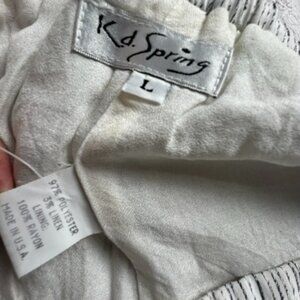 K.d. Spring
L
97% POLYESTER
3% LINEN
LINING:
100% RAYON
MADE IN U.S.A.